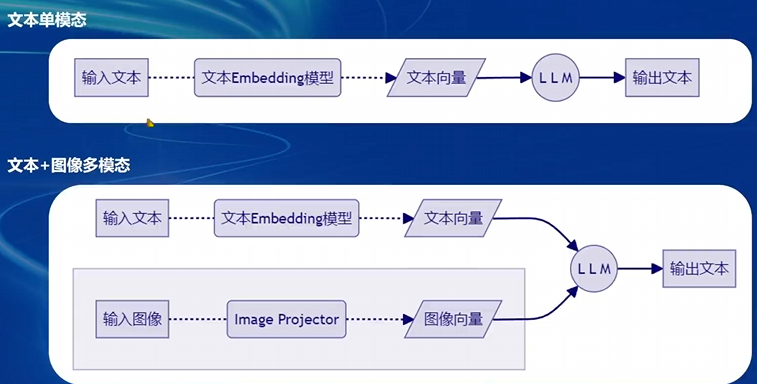 文本单模态
输入文本 文本Embedding模型 文本向量 LLM 输出文本
文本+图像多模态
输入文本 文本Embedding模型 文本向量
LLM 输出文本
输入图像 Image Projector 图像向量